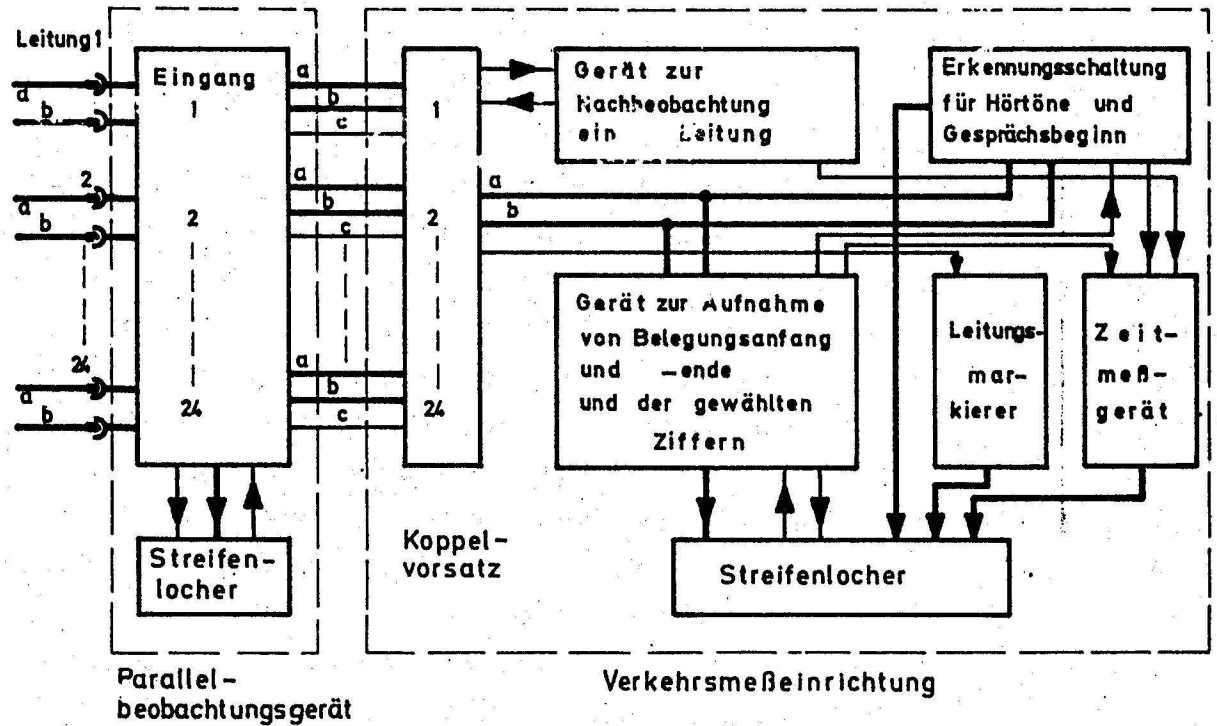 Leitung 1
a
b
2
a
b
24
a
b
Eingang
1
2
24
a
b
c
a
b
c
a
b
c
1
2
24
Gerät zur
Nachbeobachtung
ein Leitung
Erkennungsschaltung
für Hörtöne und
Gesprächsbeginn
a
b
Gerät zur Aufnahme
von Belegungsanfang
und -ende
und der gewählten
Ziffern
Leitungs-
mar-
kierer
Zeit-
meß-
gerät
Streifen-
locher
Koppel-
vorsatz
Streifenlocher
Parallel-
beobachtungsgerät
Verkehrsmeßeinrichtung